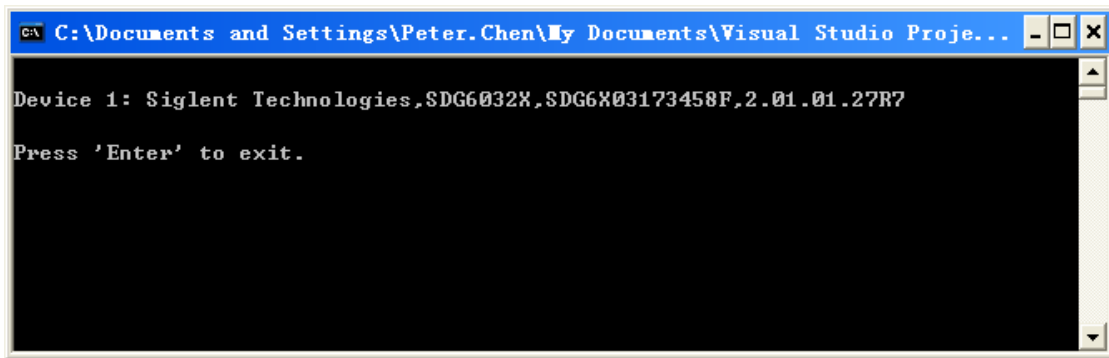 C:\Documents and Settings\Peter.Chen\My Documents\Visual Studio Proje...
Device 1: Siglent Technologies,SDG6032X,SDG6X03173458F,2.01.01.27R7
Press 'Enter' to exit.